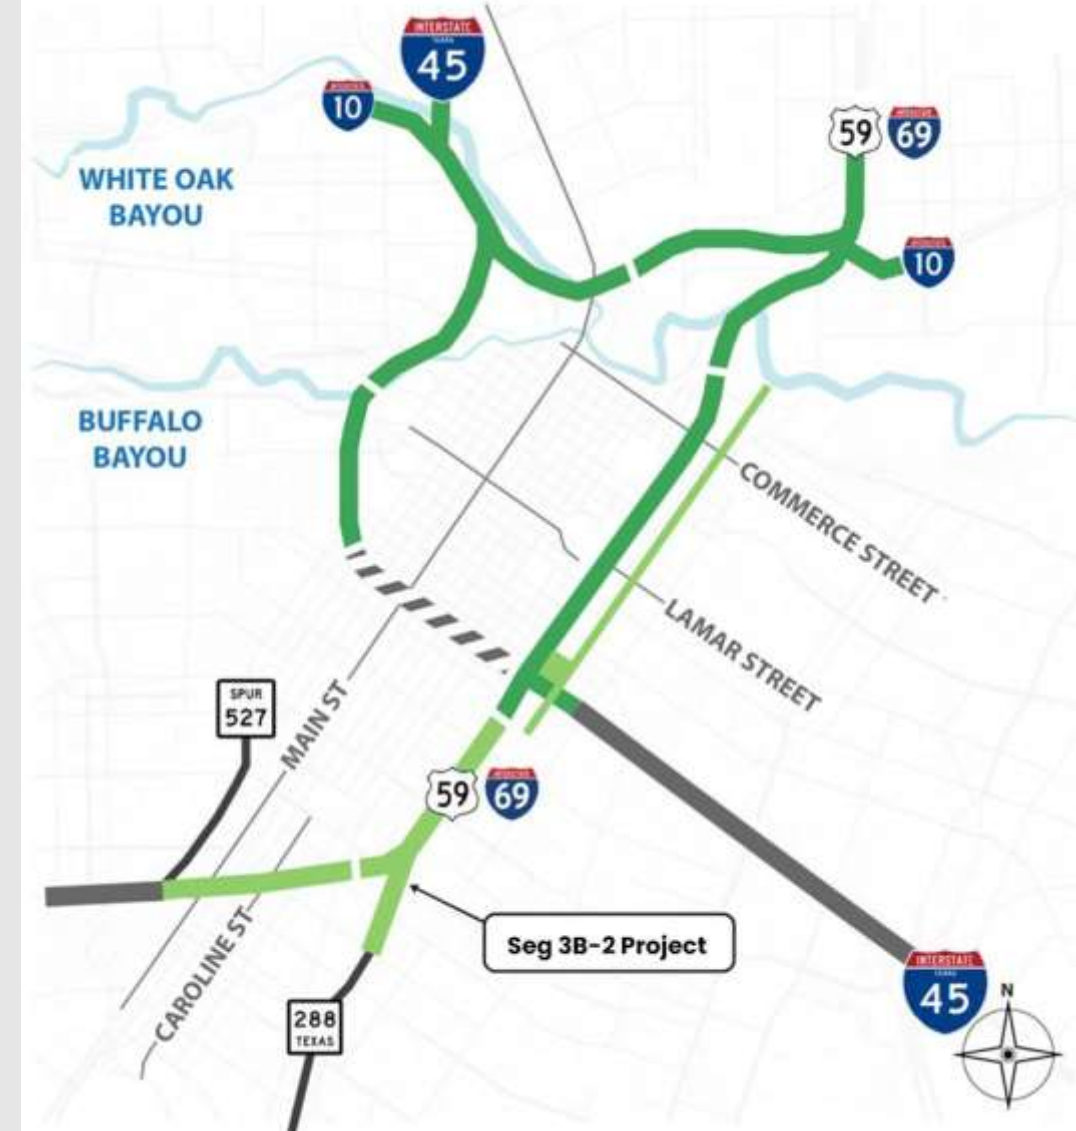 INTERSTATE
TEXAS
45
10
59
69
WHITE OAK
BAYOU
10
BUFFALO
BAYOU
COMMERCE STREET
LAMAR STREET
SPUR
527
MAIN ST
59
69
Seg 3B-2 Project
CAROLINE ST
INTERSTATE
TEXAS
45
N
288
TEXAS